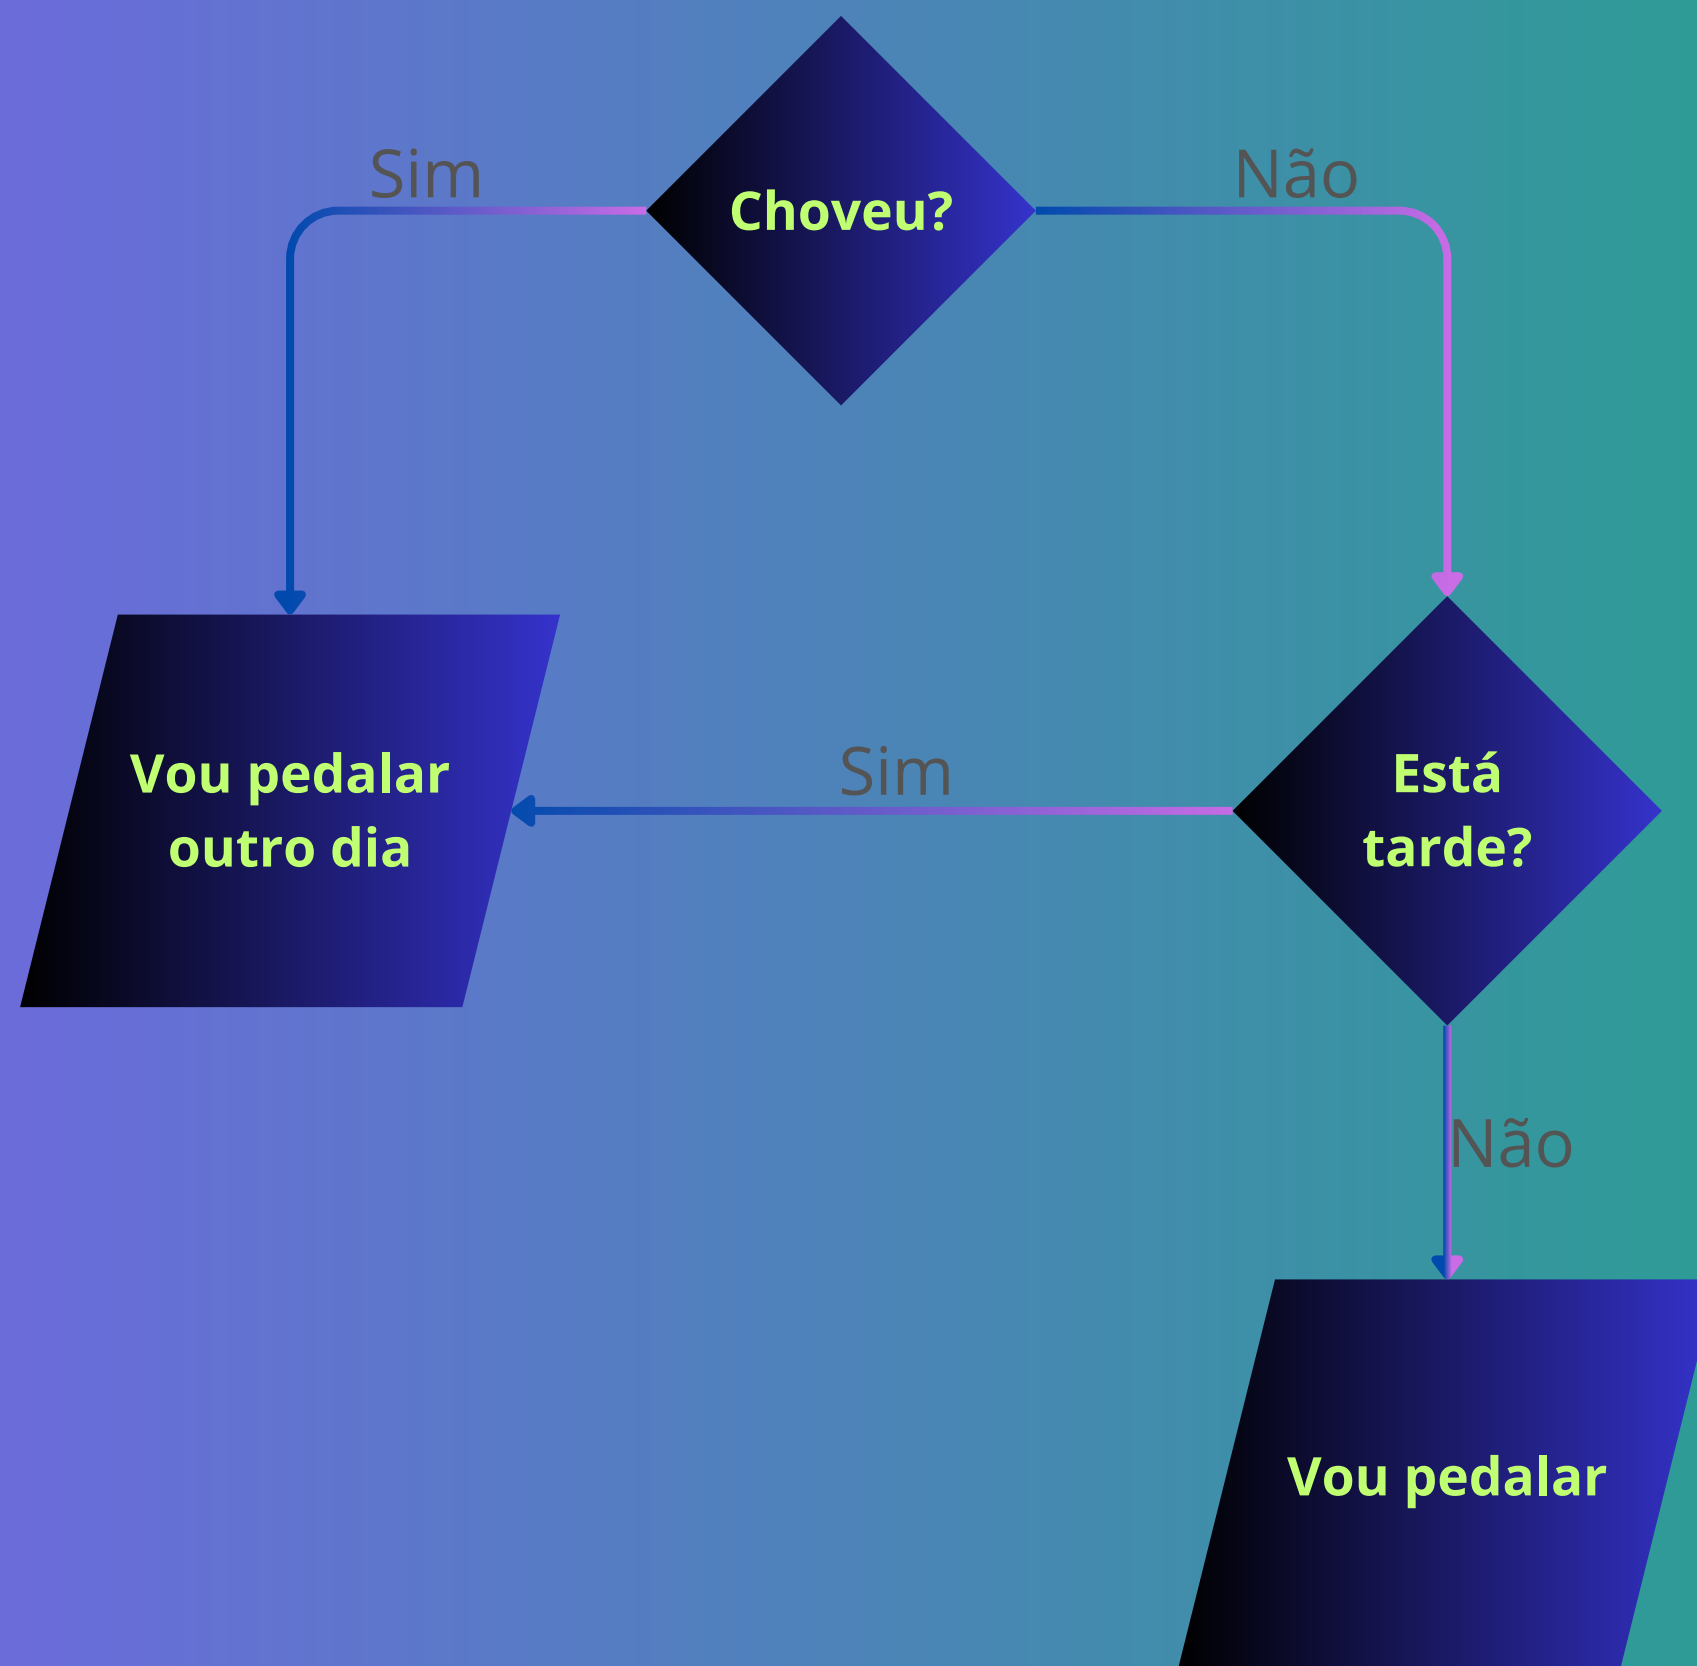 Sim
Choveu?
Não
Vou pedalar
outro dia
Sim
Está
tarde?
Não
Vou pedalar